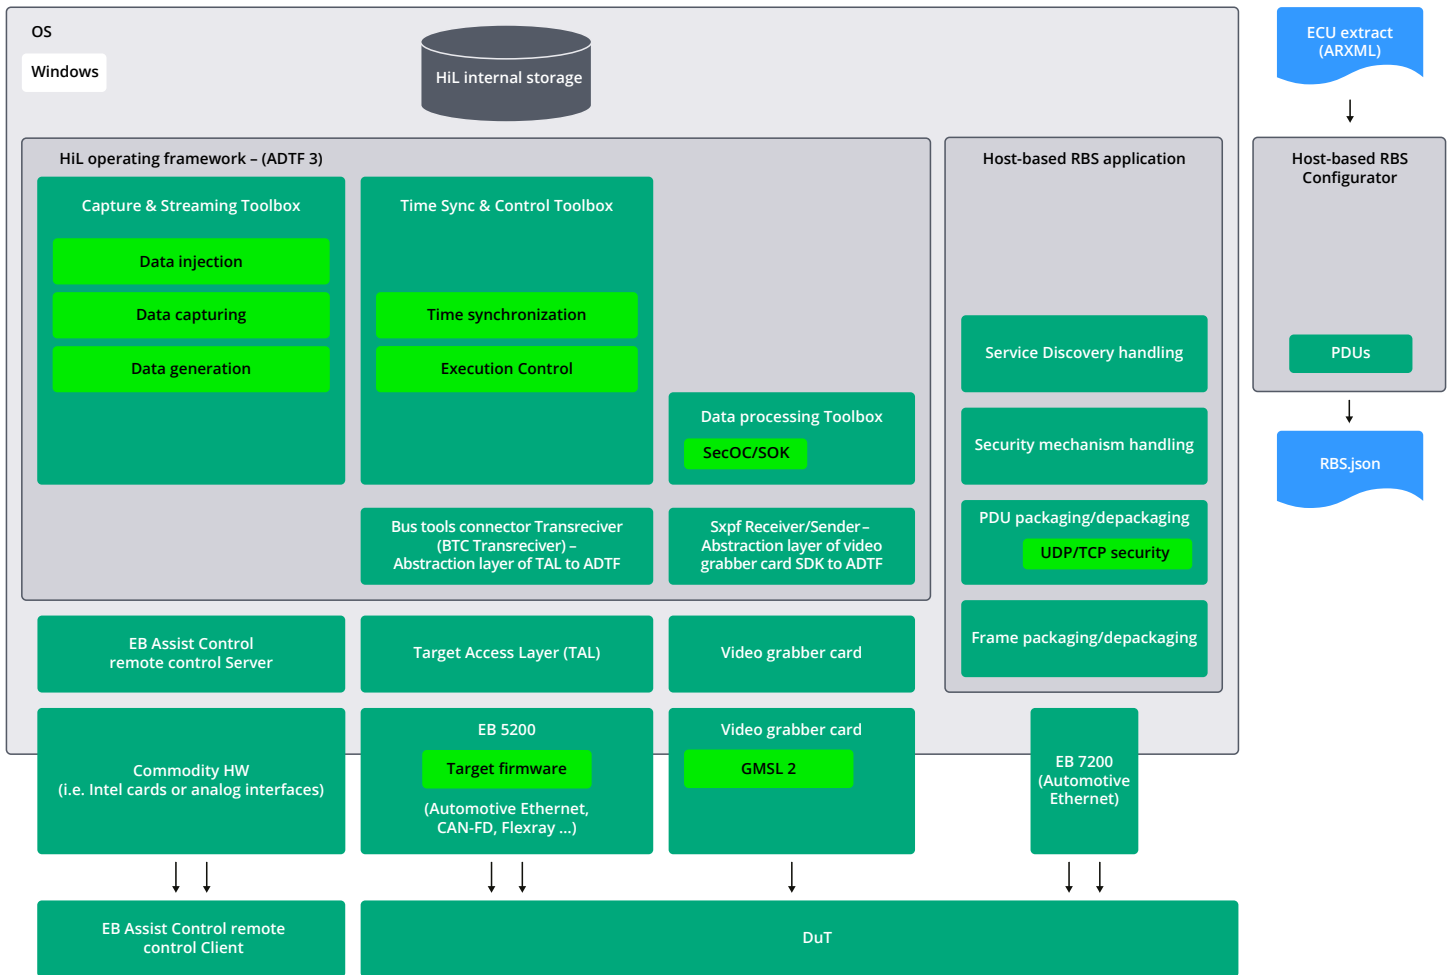 OS
Windows
HiL internal storage
ECU extract
(ARXML)
HiL operating framework – (ADTF 3)
Capture & Streaming Toolbox
Data injection
Data capturing
Data generation
Time Sync & Control Toolbox
Time synchronization
Execution Control
Data processing Toolbox
SecOC/SOK
Bus tools connector Transreciver
(BTC Transreciver) –
Abstraction layer of TAL to ADTF
Sxpf Receiver/Sender –
Abstraction layer of video
grabber card SDK to ADTF
Host-based RBS application
Service Discovery handling
Security mechanism handling
PDU packaging/depackaging
UDP/TCP security
Frame packaging/depackaging
Host-based RBS
Configurator
PDUs
RBS.json
EB Assist Control
remote control Server
Target Access Layer (TAL)
Video grabber card
Commodity HW
(i.e. Intel cards or analog interfaces)
EB 5200
Target firmware
(Automotive Ethernet,
CAN-FD, Flexray ...)
Video grabber card
GMSL 2
EB 7200
(Automotive
Ethernet)
EB Assist Control remote
control Client
DuT